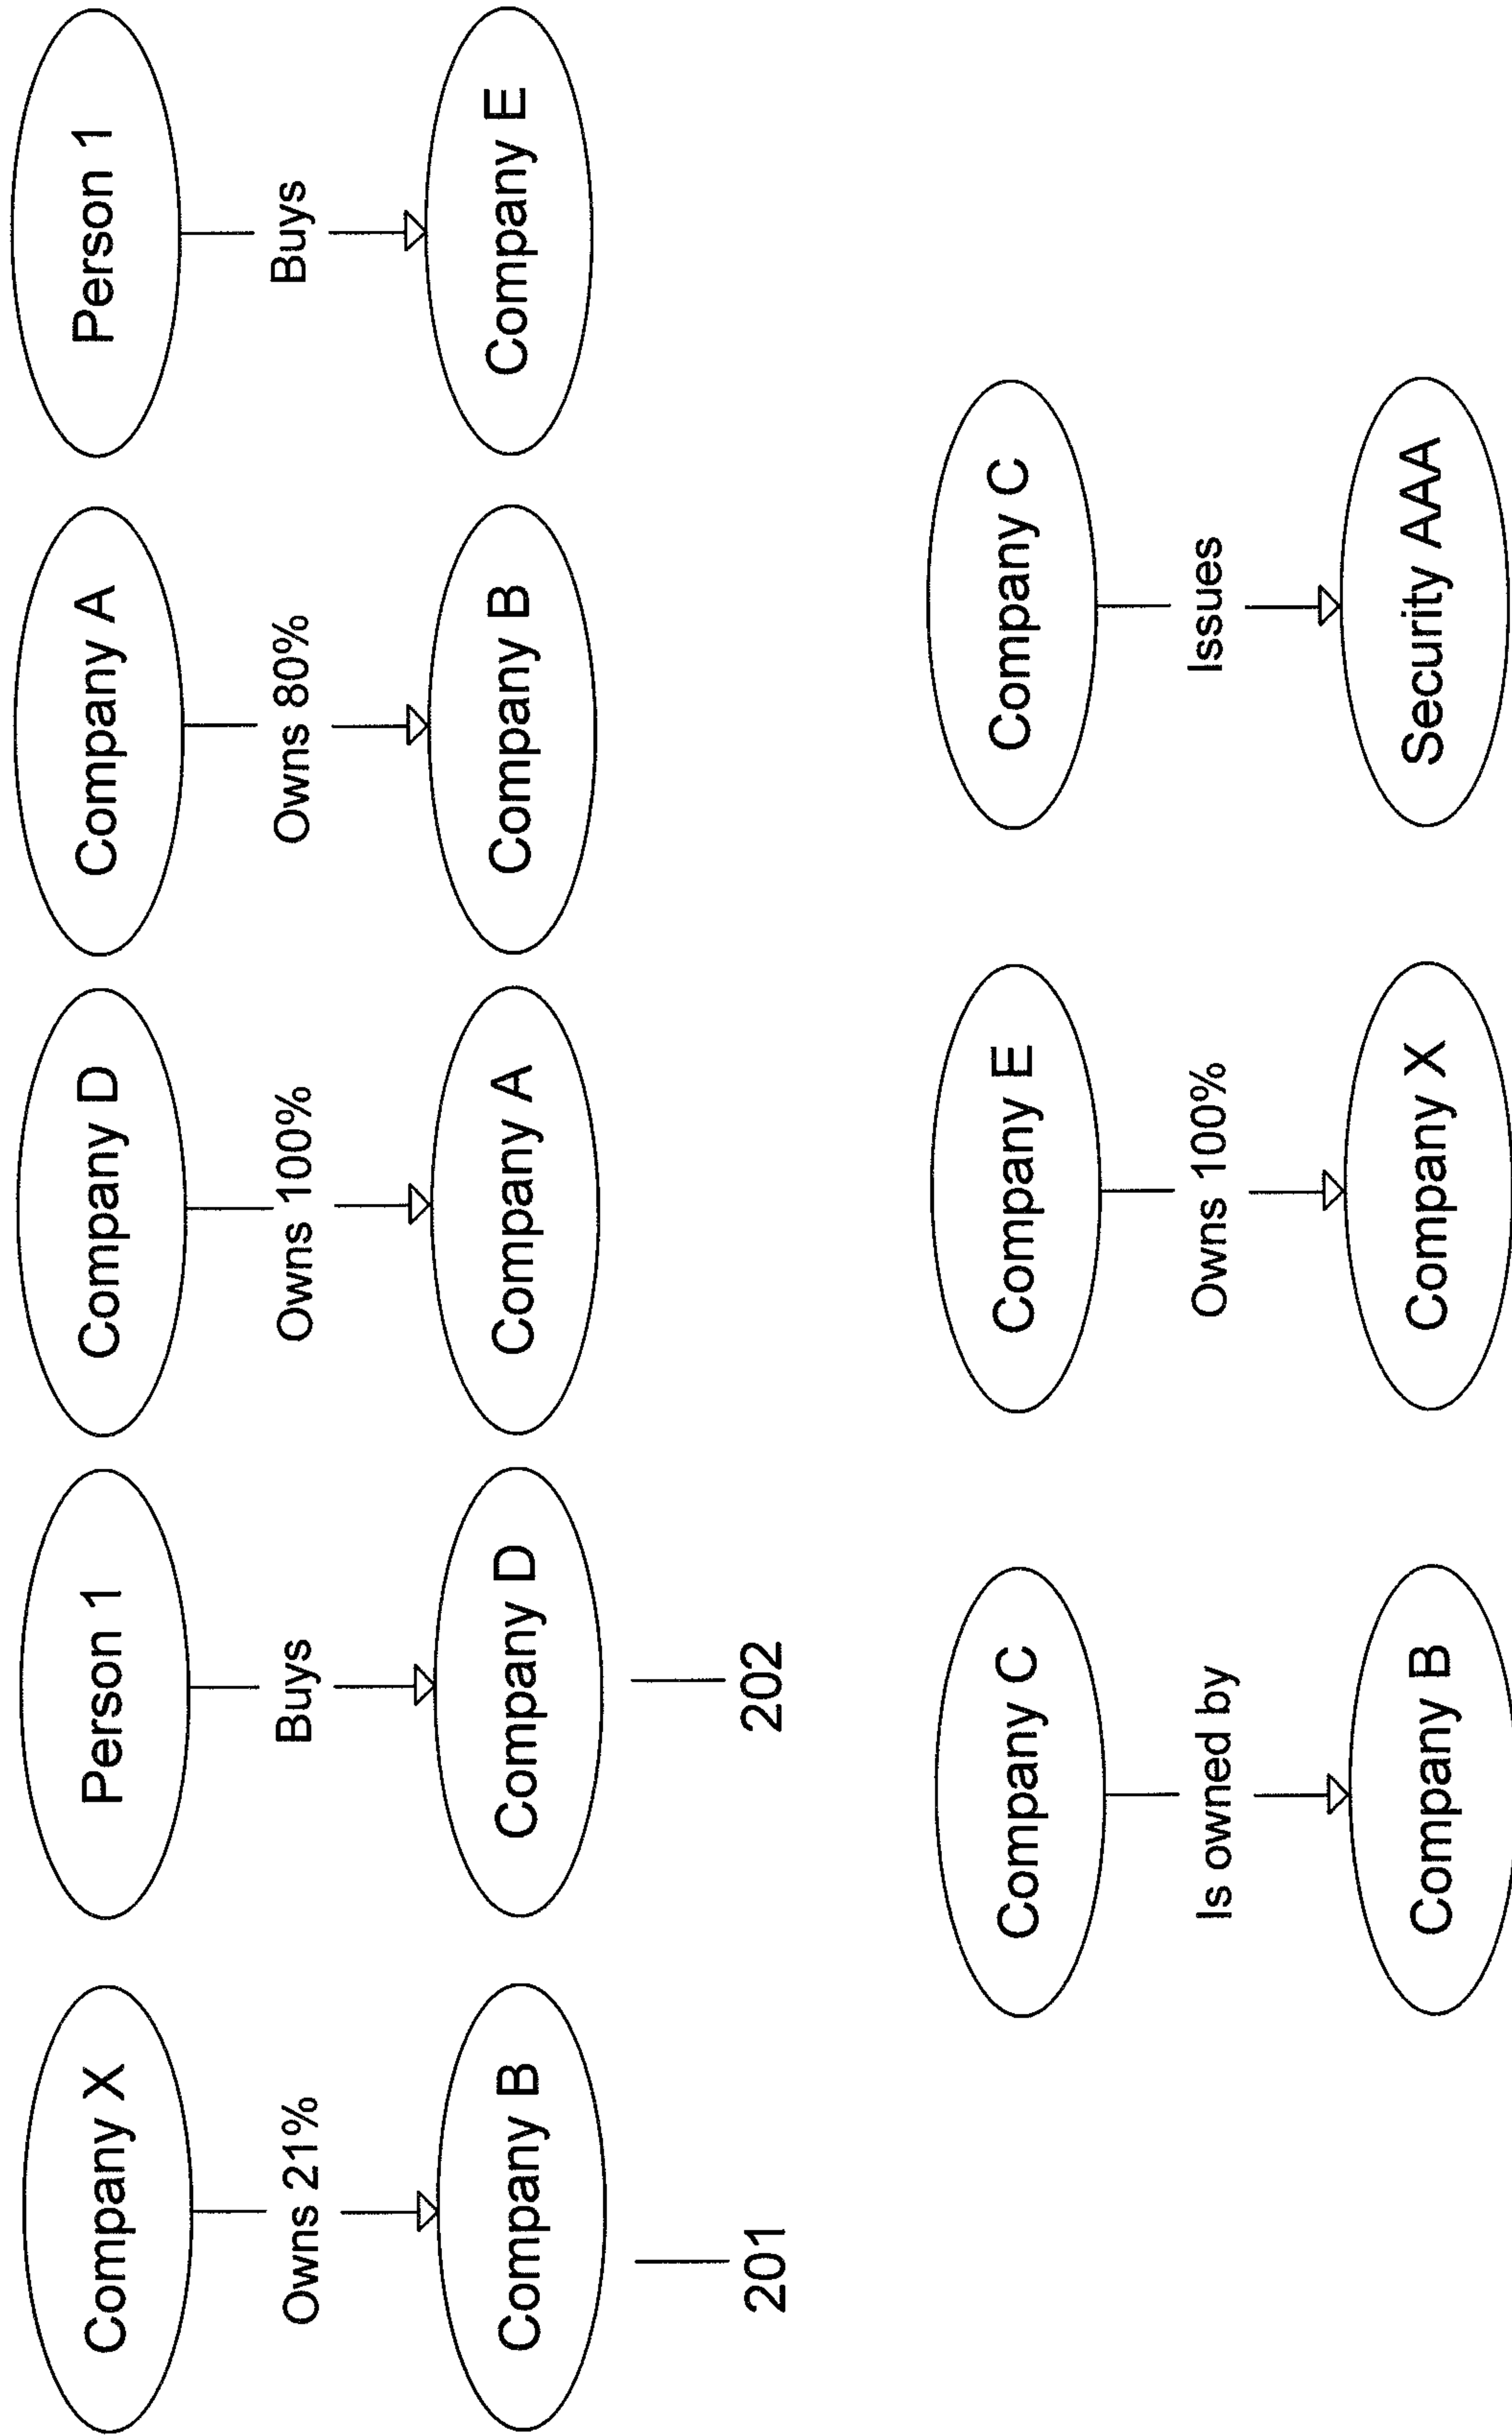 Company X
Owns 21%
Company B
201
Person 1
Buys
Company D
202
Company D
Owns 100%
Company A
Company A
Owns 80%
Company B
Person 1
Buys
Company E
Company C
Is owned by
Company B
Company E
Owns 100%
Company X
Company C
Issues
Security AAA